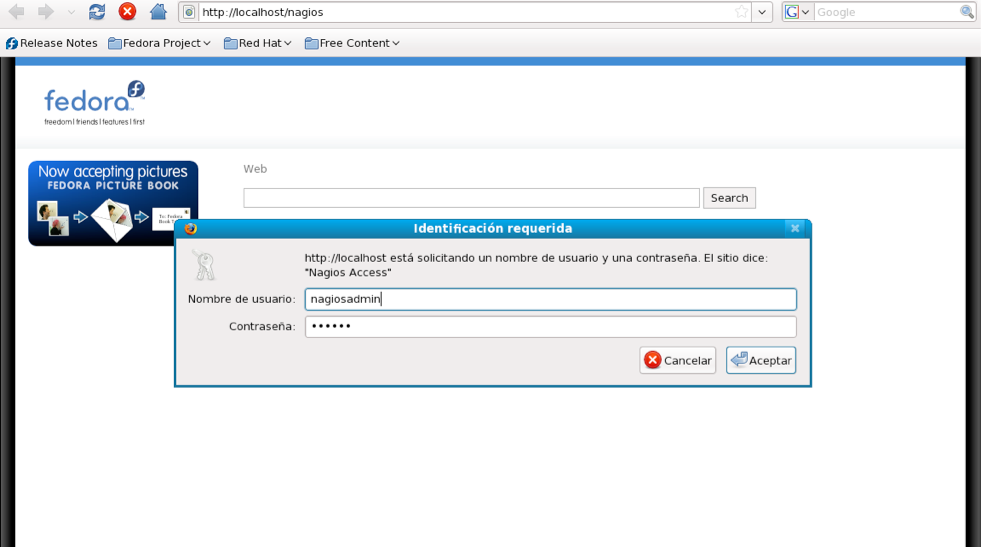 http://localhost/nagios
Google
Release Notes
Fedora Project
Red Hat
Free Content
fedora
freedom | friends | features | first
Now accepting pictures
FEDORA PICTURE BOOK
To: Fedora
Web
Search
Identificación requerida
http://localhost está solicitando un nombre de usuario y una contraseña. El sitio dice:
"Nagios Access"
Nombre de usuario: nagiosadmin
Contraseña: ••••••
Cancelar
Aceptar